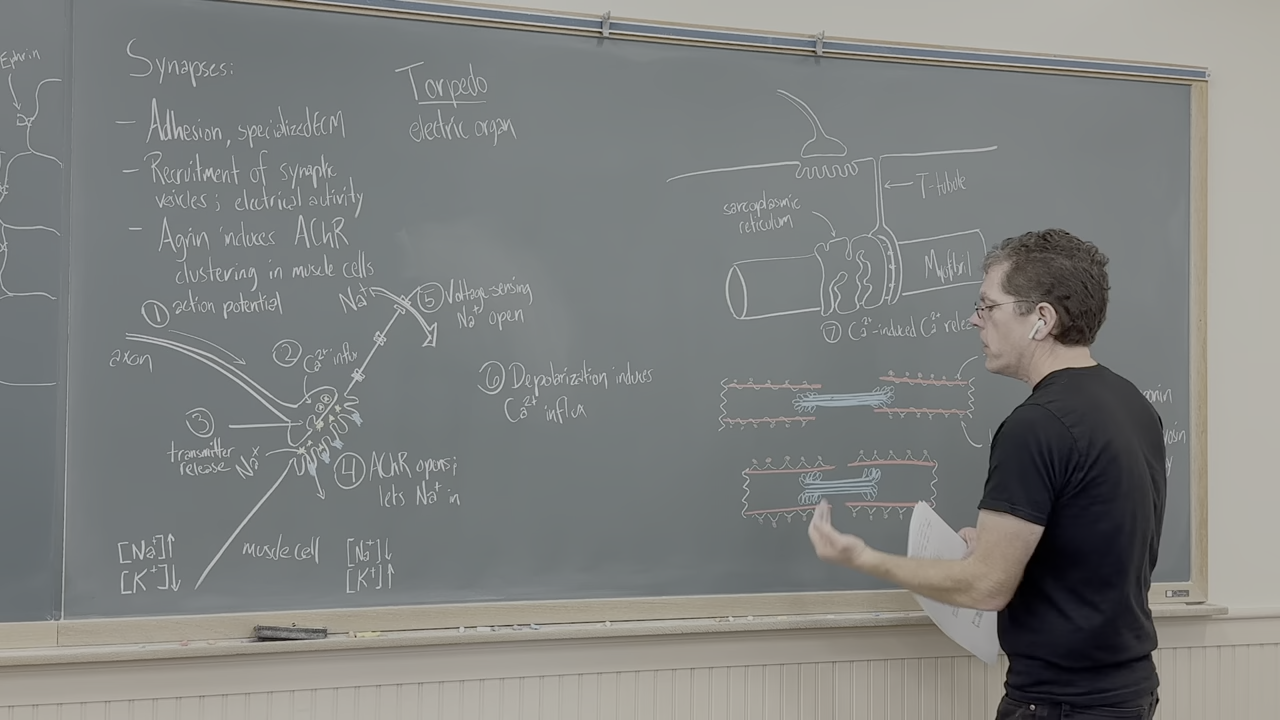 Ephrin
Synapses:
– Adhesion, specialized ECM
– Recruitment of synaptic
vesicles; electrical activity
– Agrin induces AChR
clustering in muscle cells
Torpedo
electric organ
① action potential
axon
② Ca²⁺ influx
③
transmitter
release
Na⁺
④ AChR opens;
lets Na⁺ in
Na⁺
⑤ Voltage-sensing
Na⁺ open
⑥ Depolarization induces
Ca²⁺ influx
[Na⁺]↑
[K⁺]↓
muscle cell
[Na⁺]↓
[K⁺]↑
T-tubule
sarcoplasmic
reticulum
Myofibril
⑦ Ca²⁺-induced Ca²⁺ relea